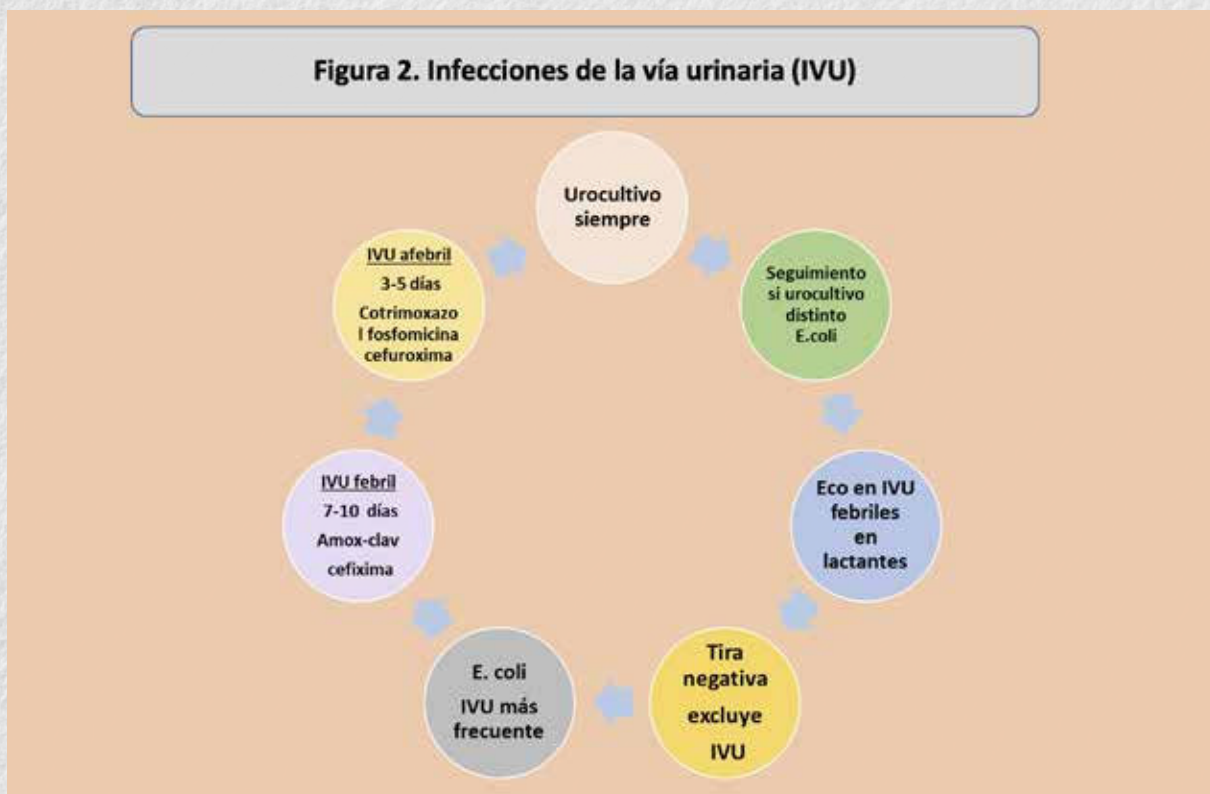 Figura 2. Infecciones de la vía urinaria (IVU)
Urocultivo
siempre
Seguimiento
si urocultivo
distinto
E.coli
Eco en IVU
febriles
en
lactantes
Tira
negativa
excluye
IVU
E. coli
IVU más
frecuente
IVU febril
7-10 días
Amox-clav
cefixima
IVU afebril
3-5 días
Cotrimoxazo
l fosfomicina
cefuroxima